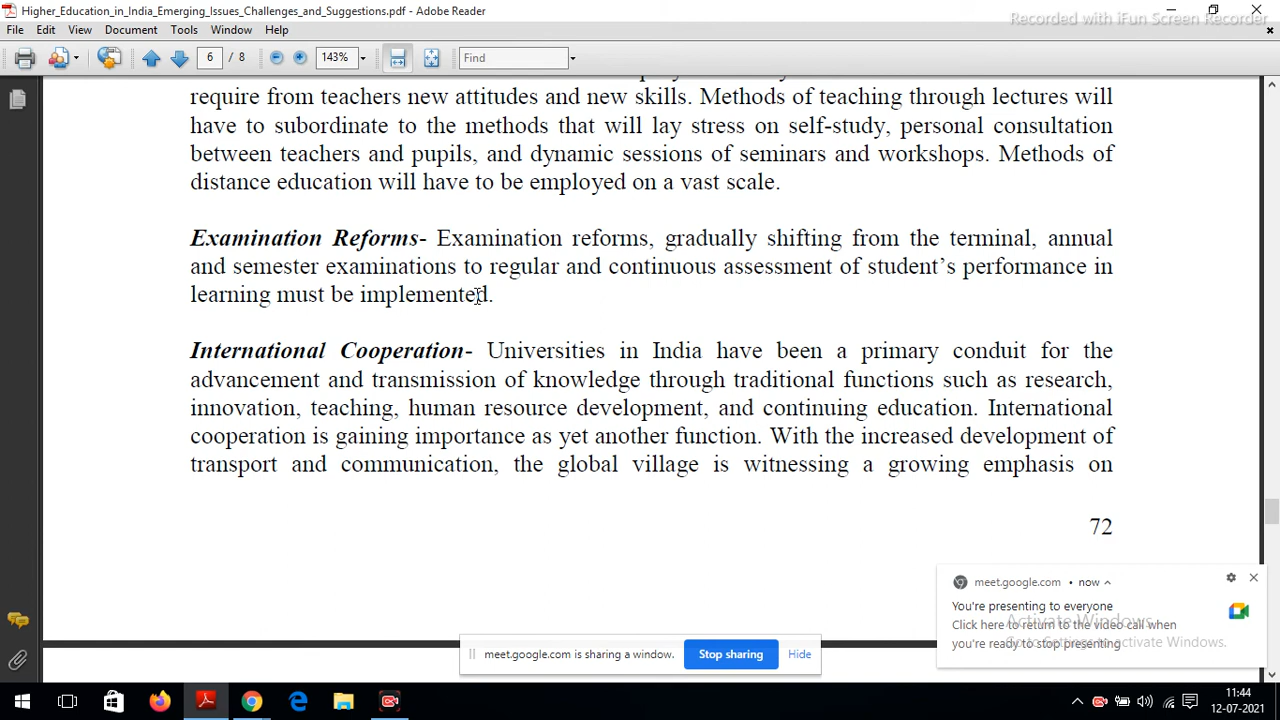 Higher_Education_in_India_Emerging_Issues_Challenges_and_Suggestions.pdf - Adobe Reader
Recorded with iFun Screen Recorder
File Edit View Document Tools Window Help
6 / 8 143% Find
require from teachers new attitudes and new skills. Methods of teaching through lectures will
have to subordinate to the methods that will lay stress on self-study, personal consultation
between teachers and pupils, and dynamic sessions of seminars and workshops. Methods of
distance education will have to be employed on a vast scale.
Examination Reforms- Examination reforms, gradually shifting from the terminal, annual
and semester examinations to regular and continuous assessment of student’s performance in
learning must be implemented.
International Cooperation- Universities in India have been a primary conduit for the
advancement and transmission of knowledge through traditional functions such as research,
innovation, teaching, human resource development, and continuing education. International
cooperation is gaining importance as yet another function. With the increased development of
transport and communication, the global village is witnessing a growing emphasis on
72
meet.google.com • now
You're presenting to everyone
Click here to return to the video call when
you're ready to stop presenting
Activate Windows
Go to Settings to activate Windows.
meet.google.com is sharing a window. Stop sharing Hide
11:44
12-07-2021